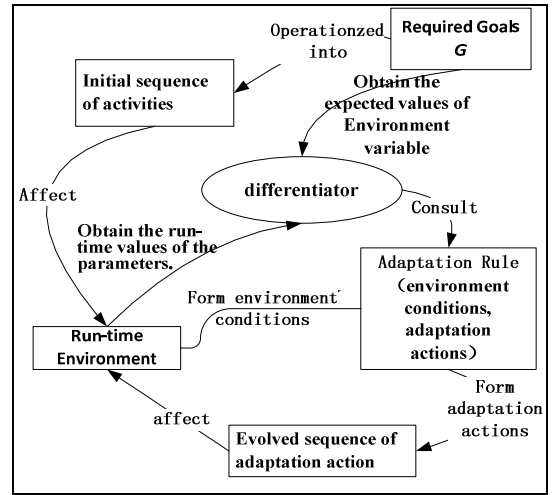 Required Goals
G
Operationzed
into
Initial sequence
of activities
Obtain the
expected values of
Environment
variable
differentiator
Affect
Consult
Obtain the run-
time values of the
parameters.
Adaptation Rule
（environment
conditions,
adaptation
actions）
Form environment
conditions
Run-time
Environment
Form
adaptation
actions
affect
Evolved sequence of
adaptation action